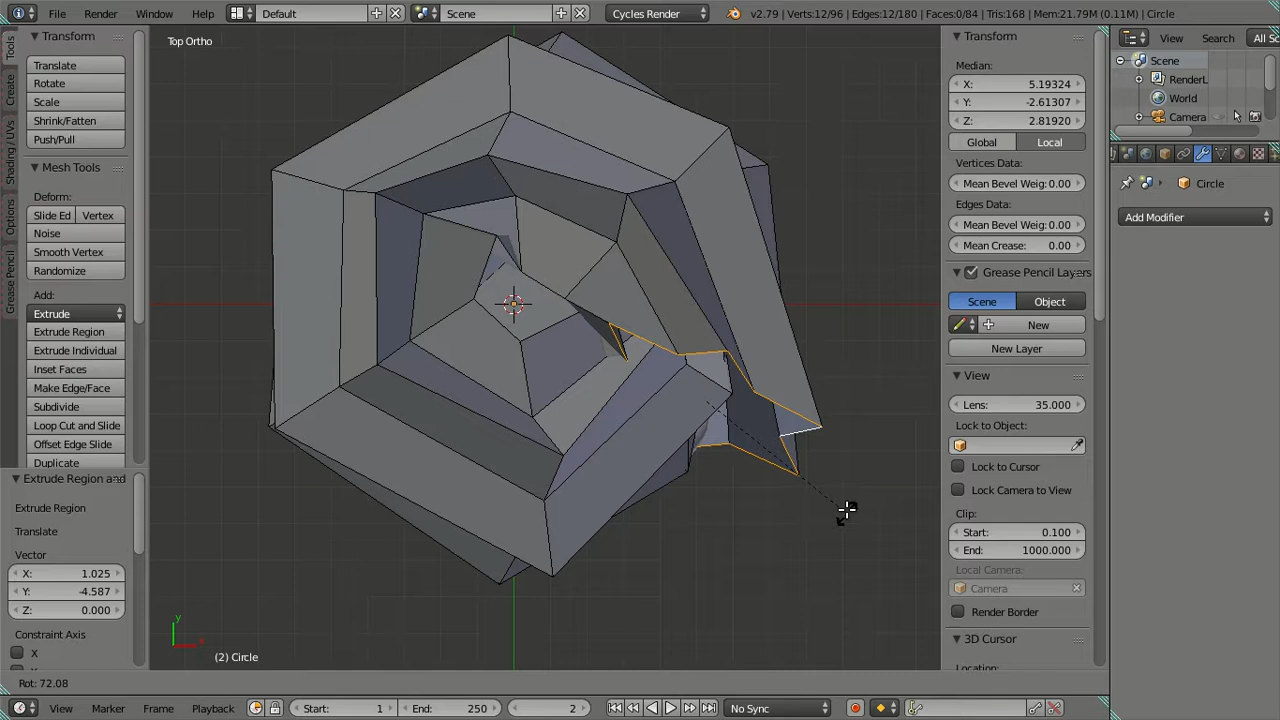 File Render Window Help Default Scene Cycles Render v2.79 | Verts:12/96 | Edges:12/180 | Faces:0/84 | Tris:168 | Mem:21.79M (0.11M) | Circle
Top Ortho
Tools
Create
Shading / UVs
Options
Grease Pencil
Transform
Translate
Rotate
Scale
Shrink/Fatten
Push/Pull
Mesh Tools
Deform:
Slide Ed Vertex
Noise
Smooth Vertex
Randomize
Add:
Extrude
Extrude Region
Extrude Individual
Inset Faces
Make Edge/Face
Subdivide
Loop Cut and Slide
Offset Edge Slide
Duplicate
Extrude Region and
Extrude Region
Translate
Vector
X: 1.025
Y: -4.587
Z: 0.000
Constraint Axis
X
y
x
(2) Circle
Transform
Median:
X: 5.19324
Y: -2.61307
Z: 2.81920
Global Local
Vertices Data:
Mean Bevel Weig:0.00
Edges Data:
Mean Bevel Weig:0.00
Mean Crease: 0.00
Grease Pencil Layers
Scene Object
New
New Layer
View
Lens: 35.000
Lock to Object:
Lock to Cursor
Lock Camera to View
Clip:
Start: 0.100
End: 1000.000
Local Camera:
Camera
Render Border
3D Cursor
Location:
View Search All S
Scene
RenderL
World
Camera
Circle
Add Modifier
Rot: 72.08
View Marker Frame Playback Start: 1 End: 250 2 No Sync